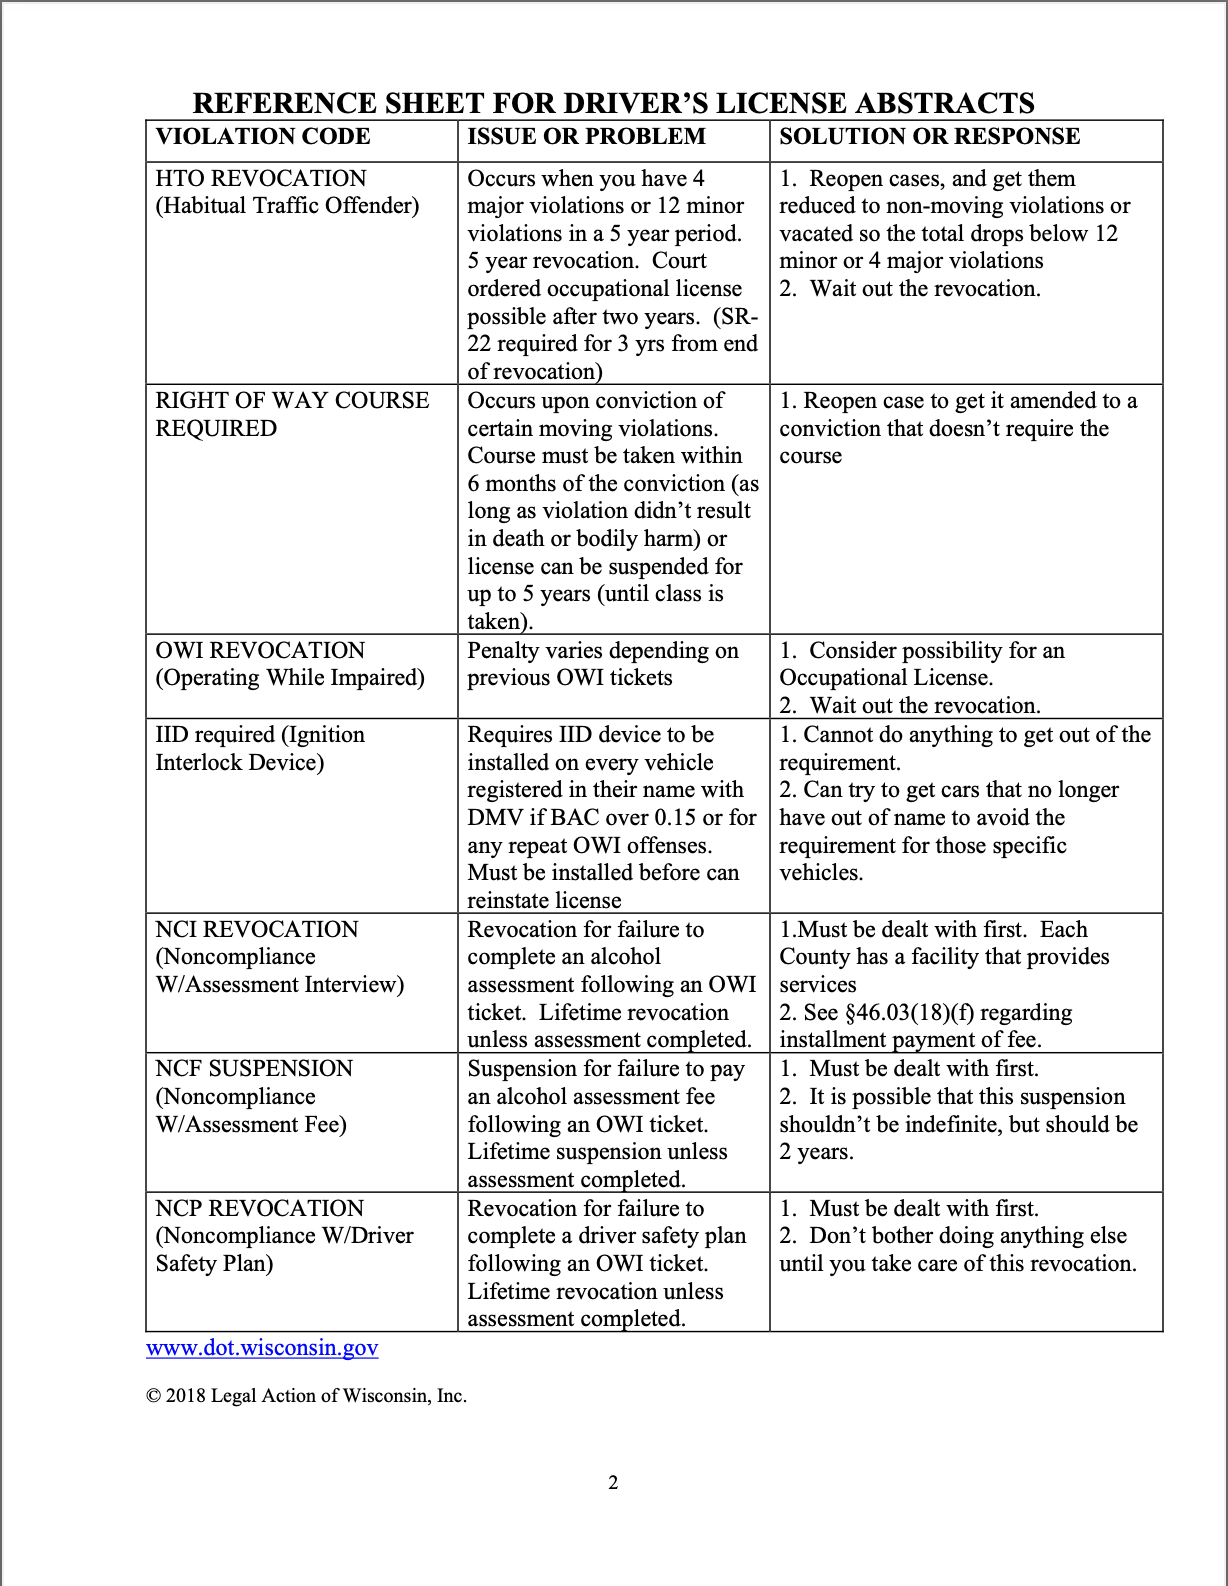 REFERENCE SHEET FOR DRIVER’S LICENSE ABSTRACTS
VIOLATION CODE
ISSUE OR PROBLEM
SOLUTION OR RESPONSE
HTO REVOCATION
(Habitual Traffic Offender)
Occurs when you have 4
major violations or 12 minor
violations in a 5 year period.
5 year revocation.  Court
ordered occupational license
possible after two years.  (SR-
22 required for 3 yrs from end
of revocation)
1.  Reopen cases, and get them
reduced to non-moving violations or
vacated so the total drops below 12
minor or 4 major violations
2.  Wait out the revocation.
RIGHT OF WAY COURSE
REQUIRED
Occurs upon conviction of
certain moving violations.
Course must be taken within
6 months of the conviction (as
long as violation didn’t result
in death or bodily harm) or
license can be suspended for
up to 5 years (until class is
taken).
1. Reopen case to get it amended to a
conviction that doesn’t require the
course
OWI REVOCATION
(Operating While Impaired)
Penalty varies depending on
previous OWI tickets
1.  Consider possibility for an
Occupational License.
2.  Wait out the revocation.
IID required (Ignition
Interlock Device)
Requires IID device to be
installed on every vehicle
registered in their name with
DMV if BAC over 0.15 or for
any repeat OWI offenses.
Must be installed before can
reinstate license
1. Cannot do anything to get out of the
requirement.
2. Can try to get cars that no longer
have out of name to avoid the
requirement for those specific
vehicles.
NCI REVOCATION
(Noncompliance
W/Assessment Interview)
Revocation for failure to
complete an alcohol
assessment following an OWI
ticket.  Lifetime revocation
unless assessment completed.
1.Must be dealt with first.  Each
County has a facility that provides
services
2. See §46.03(18)(f) regarding
installment payment of fee.
NCF SUSPENSION
(Noncompliance
W/Assessment Fee)
Suspension for failure to pay
an alcohol assessment fee
following an OWI ticket.
Lifetime suspension unless
assessment completed.
1.  Must be dealt with first.
2.  It is possible that this suspension
shouldn’t be indefinite, but should be
2 years.
NCP REVOCATION
(Noncompliance W/Driver
Safety Plan)
Revocation for failure to
complete a driver safety plan
following an OWI ticket.
Lifetime revocation unless
assessment completed.
1.  Must be dealt with first.
2.  Don’t bother doing anything else
until you take care of this revocation.
www.dot.wisconsin.gov
© 2018 Legal Action of Wisconsin, Inc.
2